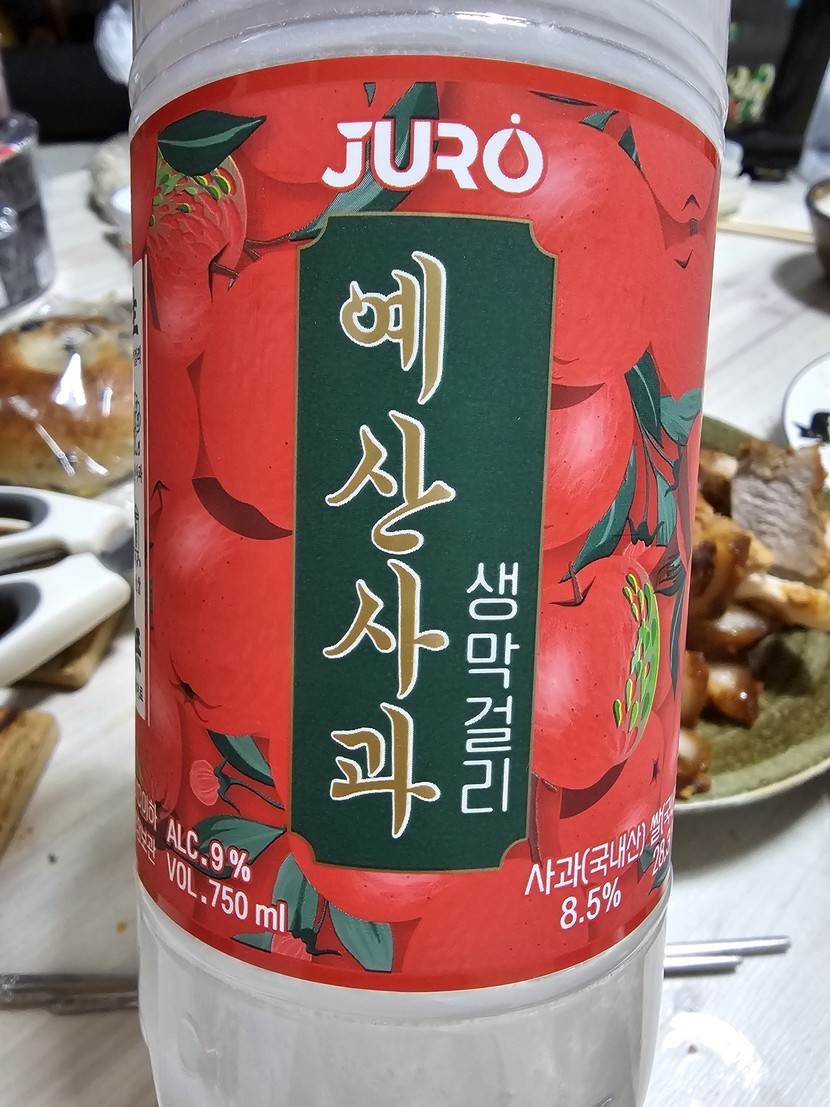 JURO
예산사과
생막걸리
ALC.9%
VOL.750 ml
사과(국내산) 쌀
8.5%